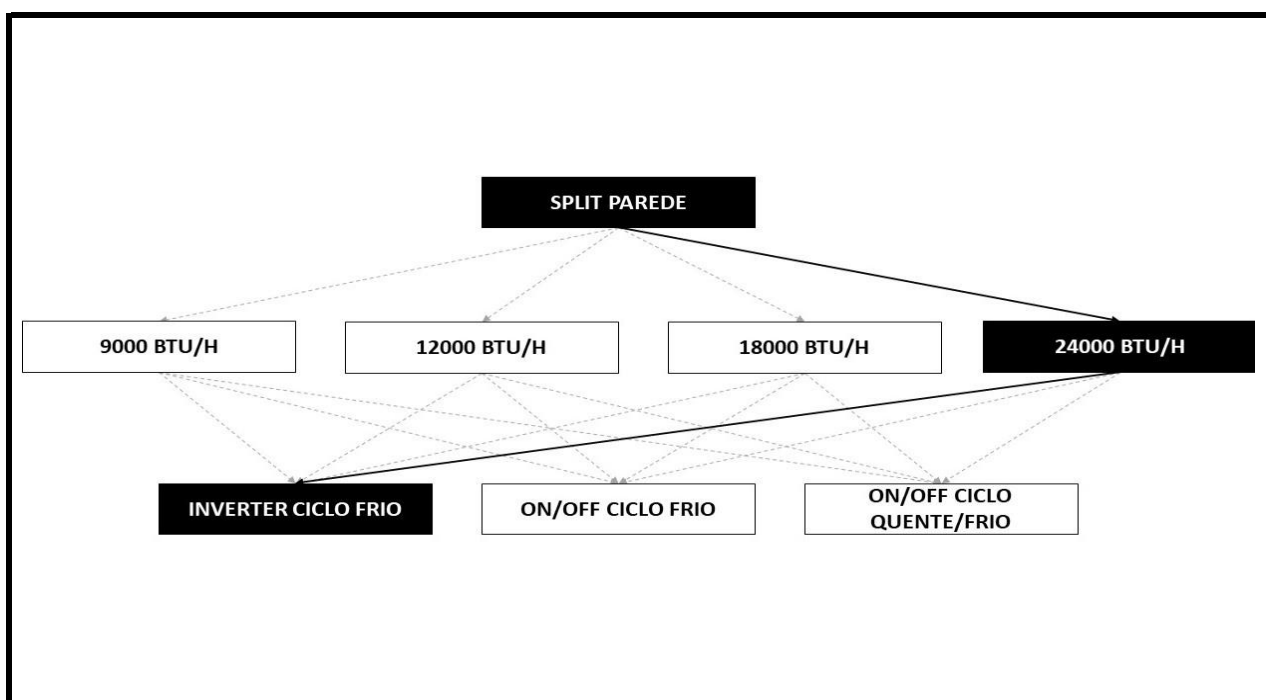 SPLIT PAREDE
9000 BTU/H
12000 BTU/H
18000 BTU/H
24000 BTU/H
INVERTER CICLO FRIO
ON/OFF CICLO FRIO
ON/OFF CICLO
QUENTE/FRIO